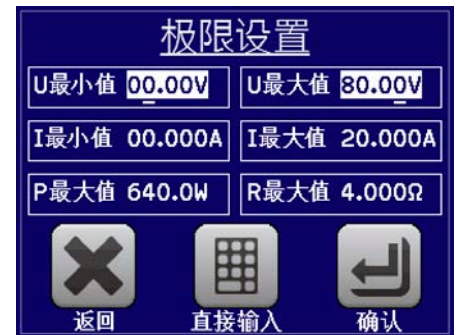 极限设置
U最小值 00.00V U最大值 80.00V
I最小值 00.000A I最大值 20.000A
P最大值 640.0W R最大值 4.000Ω
返回 直接输入 确认